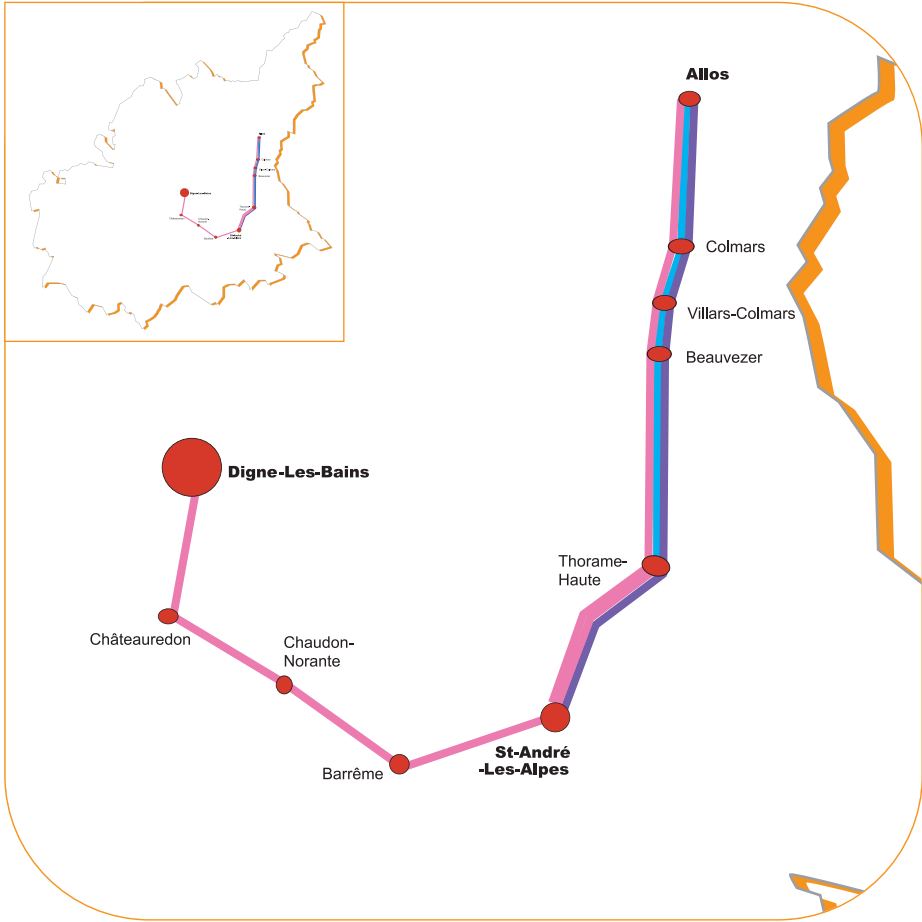 Allos
Colmars
Villars-Colmars
Beauvezer
Digne-Les-Bains
Thorame-
Haute
Châteauredon
Chaudon-
Norante
St-André
-Les-Alpes
Barrême